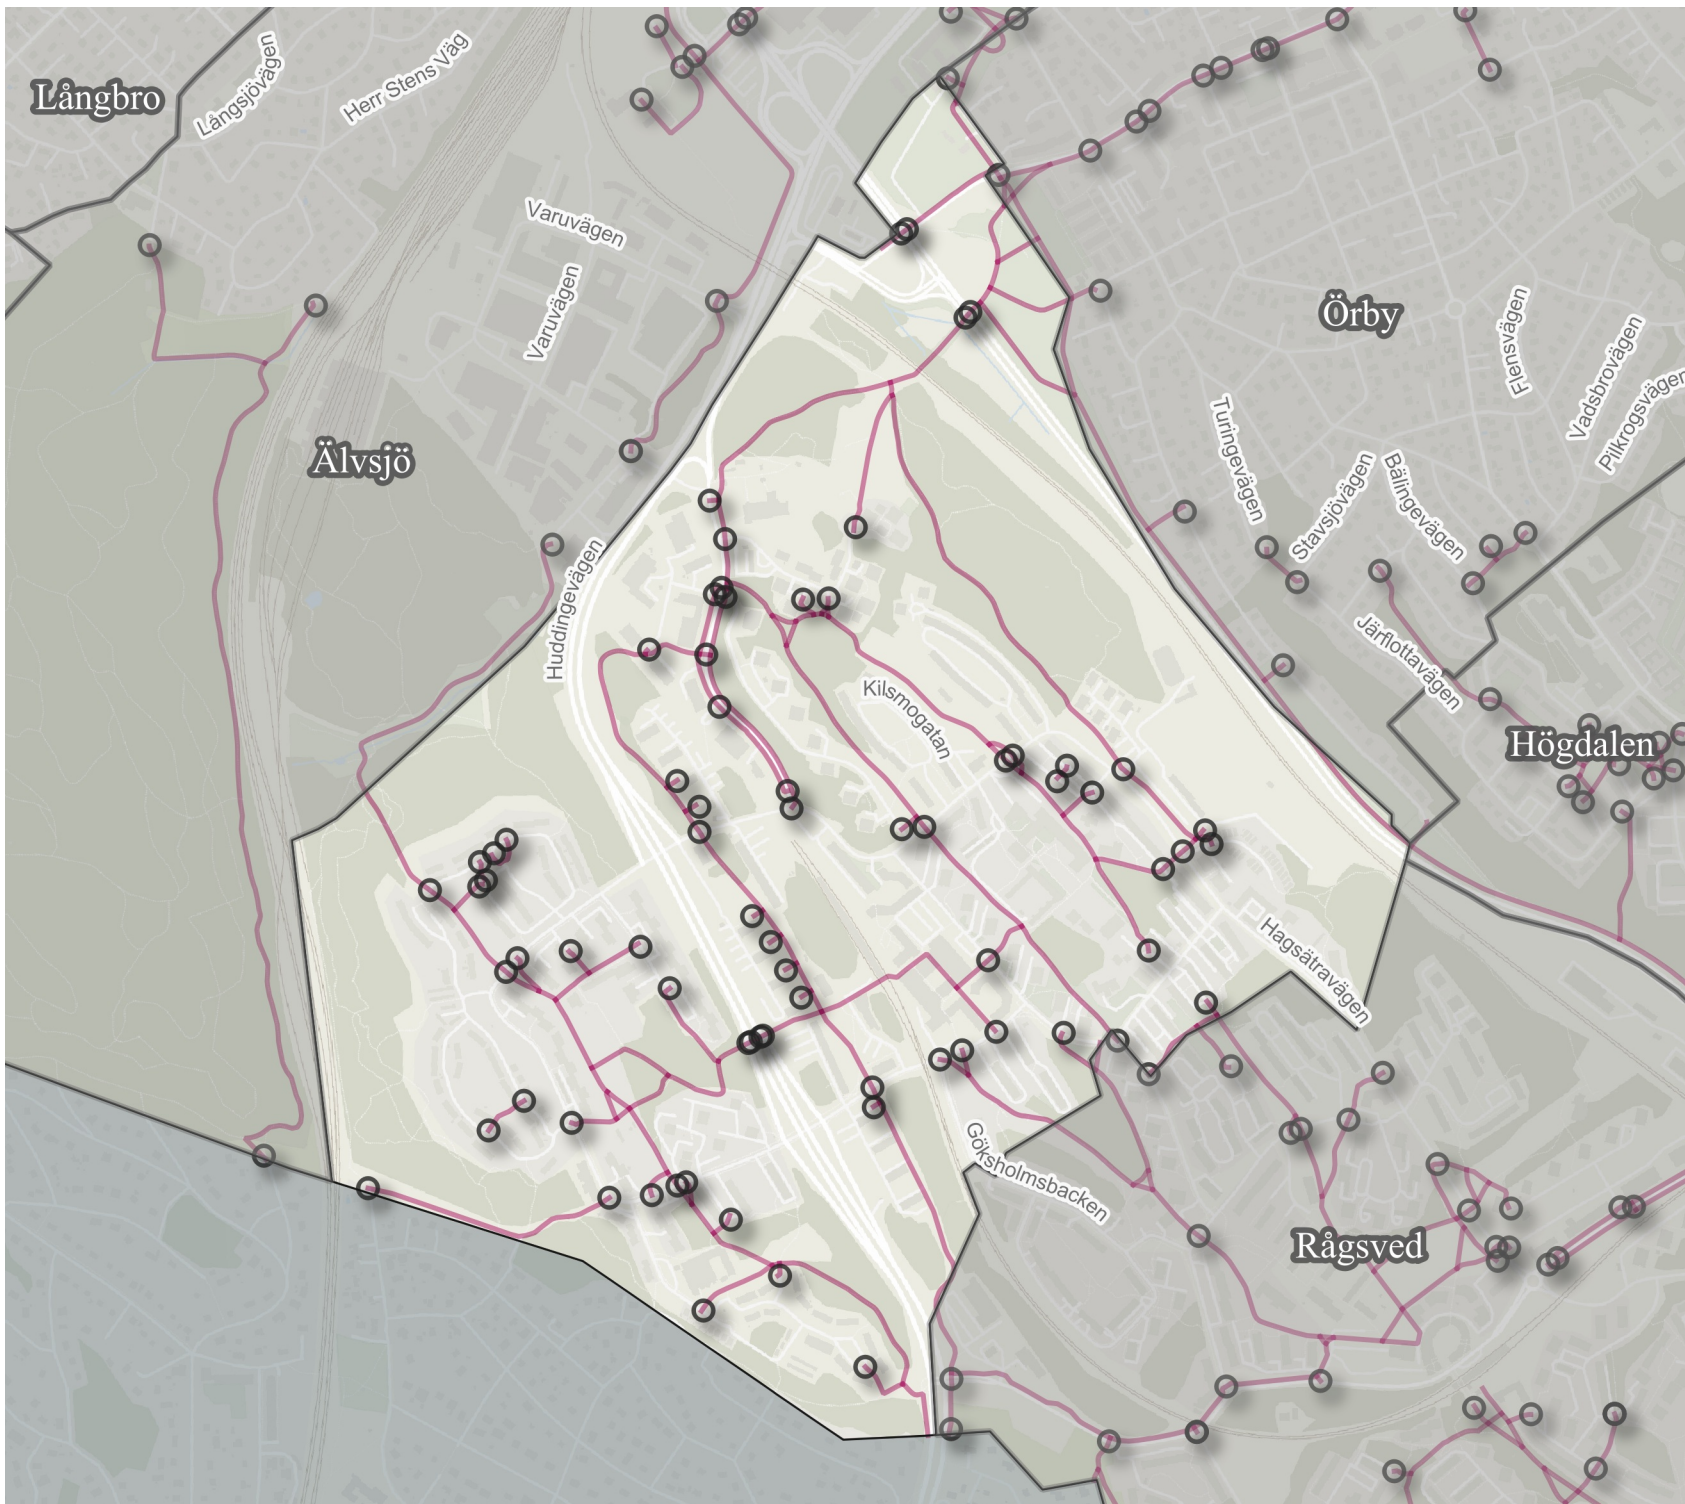 Långbro
Långsjövägen
Herr Stens Väg
Varuvägen
Varuvägen
Örby
Flensvägen
Vadsbrovägen
Pilkrogsvägen
Turingevägen
Stavsjövägen
Bälingevägen
Älvsjö
Huddingevägen
Järflottavägen
Kilsmogatan
Högdalen
Hagsätravägen
Göksholmsbacken
Rågsved